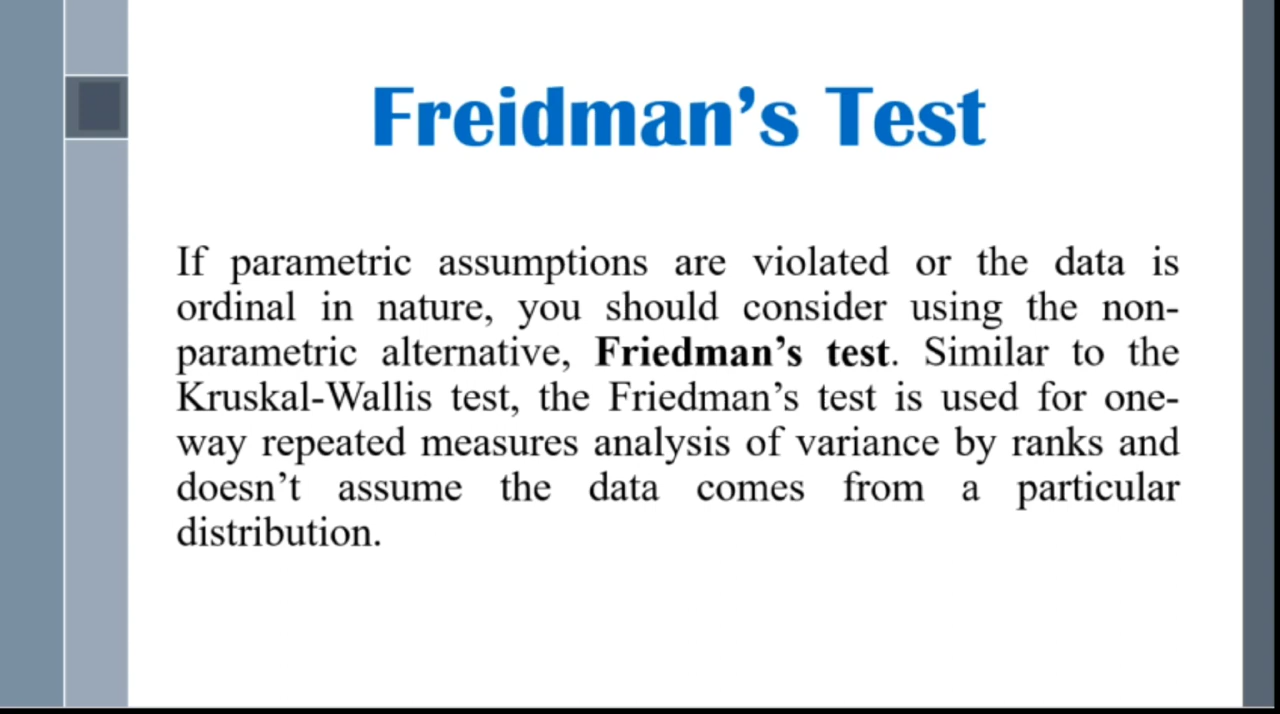 Freidman’s Test
If parametric assumptions are violated or the data is
ordinal in nature, you should consider using the non-
parametric alternative, Friedman’s test. Similar to the
Kruskal-Wallis test, the Friedman’s test is used for one-
way repeated measures analysis of variance by ranks and
doesn’t assume the data comes from a particular
distribution.